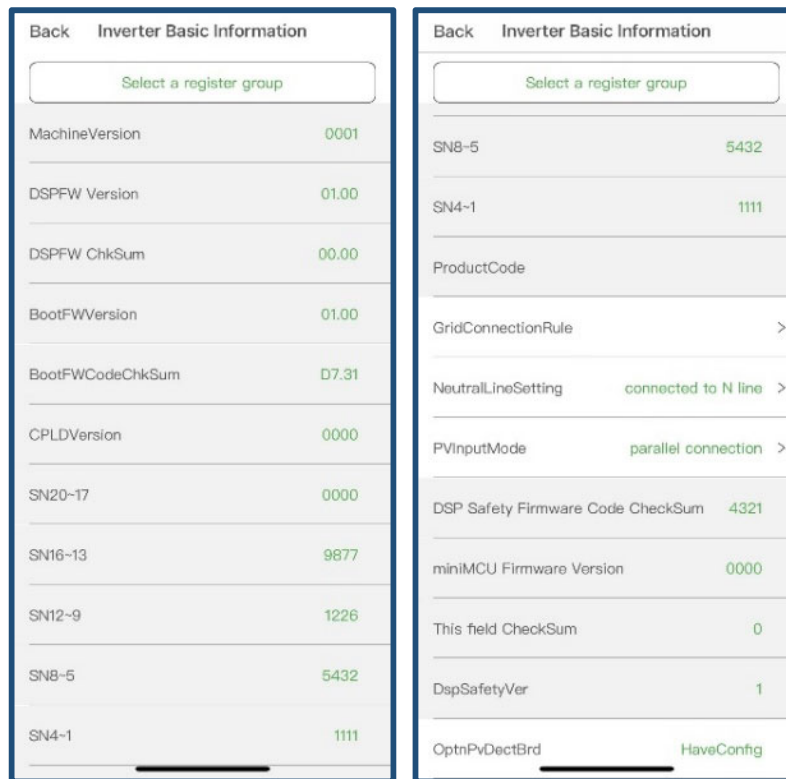 Back Inverter Basic Information
Select a register group
MachineVersion 0001
DSPFW Version 01.00
DSPFW ChkSum 00.00
BootFWVersion 01.00
BootFWCodeChkSum D7.31
CPLDVersion 0000
SN20~17 0000
SN16~13 9877
SN12~9 1226
SN8~5 5432
SN4~1 1111
Back Inverter Basic Information
Select a register group
SN8~5 5432
SN4~1 1111
ProductCode
GridConnectionRule >
NeutralLineSetting connected to N line >
PVInputMode parallel connection >
DSP Safety Firmware Code CheckSum 4321
miniMCU Firmware Version 0000
This field CheckSum 0
DspSafetyVer 1
OptnPvDectBrd HaveConfig